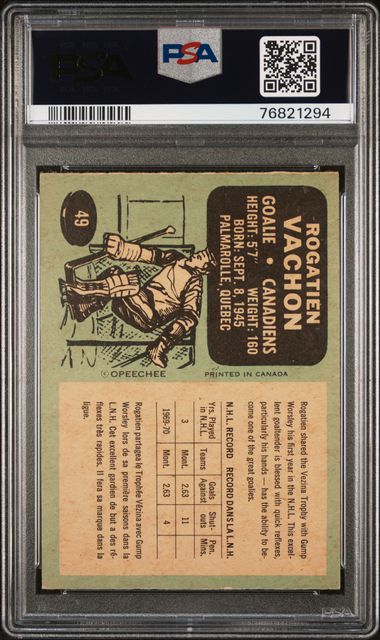 PSA
PSA
76821294
49
ROGATIEN
VACHON
GOALIE • CANADIENS
HEIGHT: 5'7" WEIGHT: 160
BORN: SEPT. 8, 1945
PALMAROLLE, QUEBEC
© OPEECHEE
PRINTED IN CANADA
Rogatien shared the Vezina Trophy with Gump
Worsley his first year in the N.H.L. This excel-
lent goaltender is blessed with quick reflexes,
particularly his hands — has the ability to be-
come one of the great goalies.
N.H.L. RECORD RECORD DANS LA L.N.H.
Yrs. Played Goals Shut- Pen.
in N.H.L. Teams Against outs Mins.
3 Mont. 2.63 11
1969-70 Mont. 2.63 4
Rogatien partagea le Trophée Vézina avec Gump
Worsley lors de sa première saisons dans la
L.N.H. Cet excellent gardien de but a des ré-
flexes très rapides. Il fera sa marque dans la
ligue.